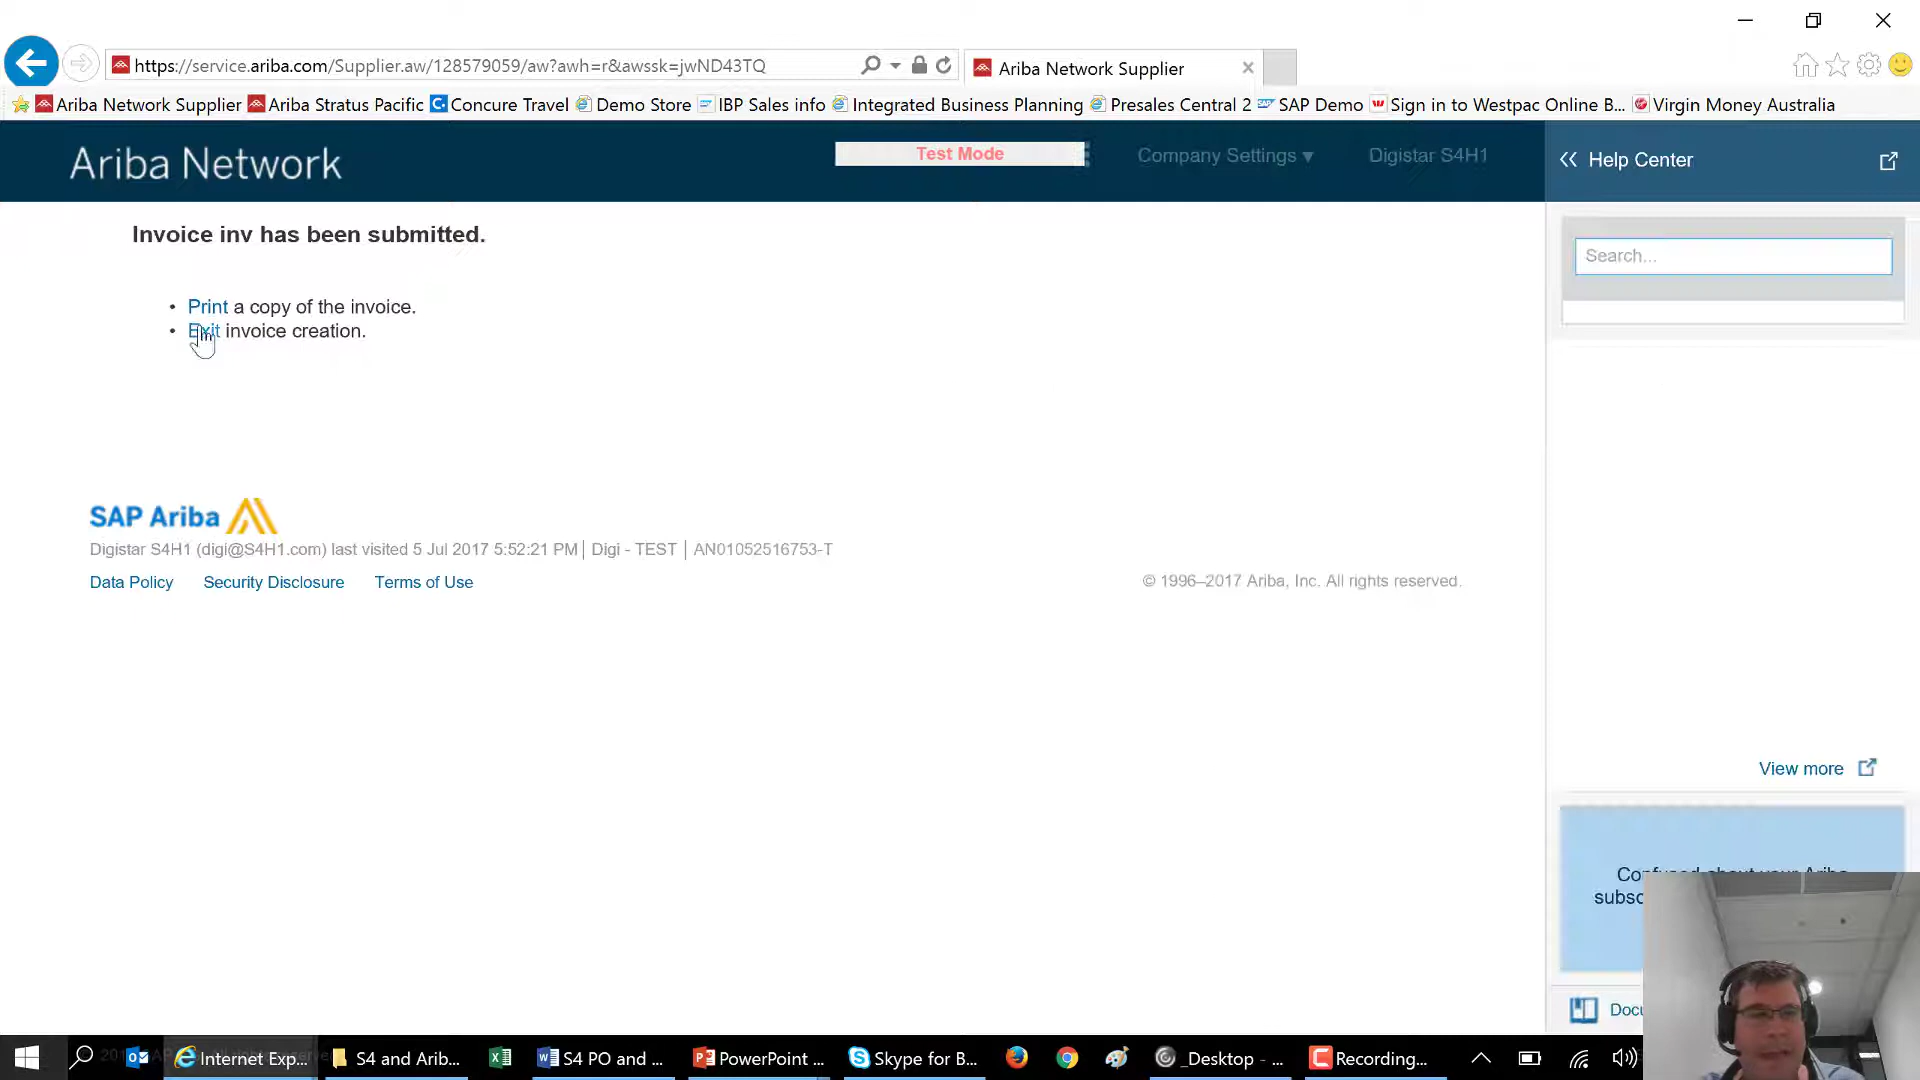 https://service.ariba.com/Supplier.aw/128579059/aw?awh=r&awssk=jwND43TQ
Ariba Network Supplier
Ariba Network Supplier
Ariba Stratus Pacific
Concure Travel
Demo Store
IBP Sales info
Integrated Business Planning
Presales Central 2
SAP Demo
Sign in to Westpac Online B...
Virgin Money Australia
Ariba Network
Test Mode
Company Settings ▼
Digistar S4H1
Help Center
Search...
Invoice inv has been submitted.
• Print a copy of the invoice.
• Exit invoice creation.
SAP Ariba
Digistar S4H1 (digi@S4H1.com) last visited 5 Jul 2017 5:52:21 PM | Digi - TEST | AN01052516753-T
Data Policy
Security Disclosure
Terms of Use
© 1996–2017 Ariba, Inc. All rights reserved.
View more
Confused about your Ariba
Internet Exp...
S4 and Arib...
S4 PO and ...
PowerPoint ...
Skype for B...
_Desktop - ...
Recording...